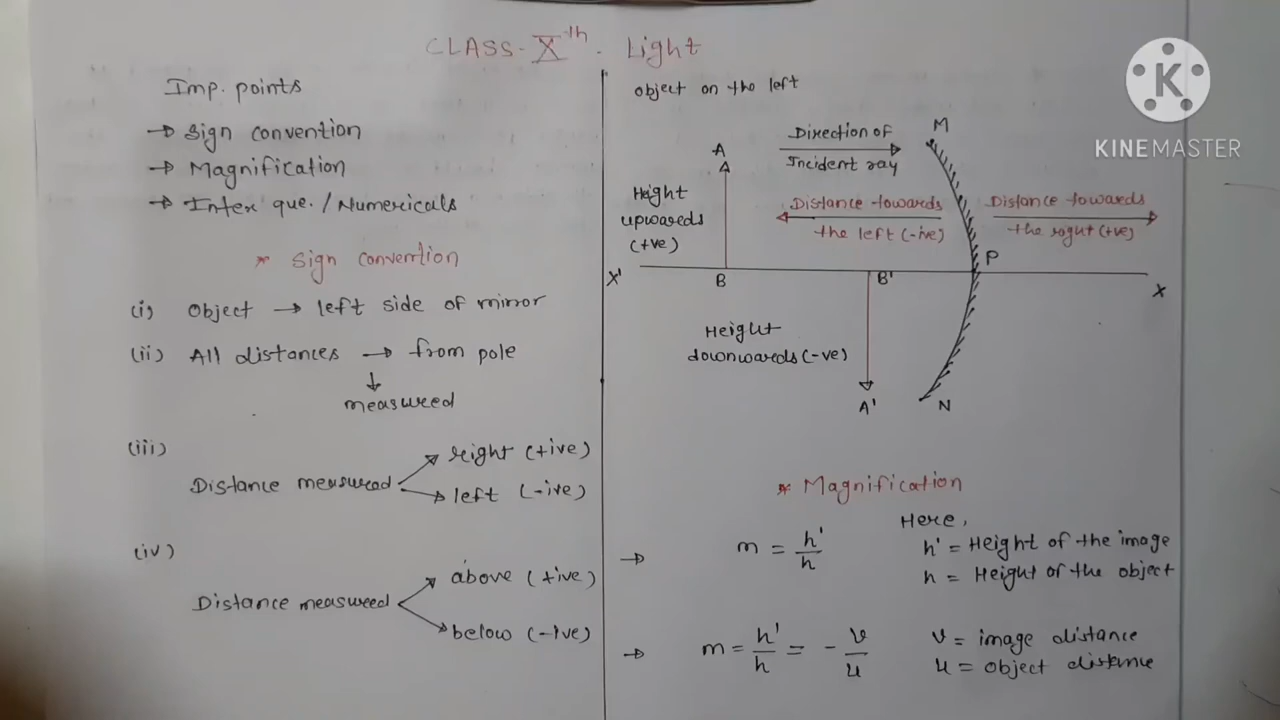 CLASS-Xth - Light
Imp. points
→ Sign convention
→ Magnification
→ Intex que. / Numericals
* Sign convention
(i) Object → left side of mirror
(ii) All distances → from pole
↓
measured
(iii)
Distance measured
right (+ive)
left (-ive)
(iv)
Distance measured
above (+ive)
below (-ive)
object on the left
Direction of
Incident ray
M
A
Height
upwards
(+ve)
Distance towards
the left (-ive)
Distance towards
the right (+ve)
P
X'
B
B'
X
Height
downwards (-ve)
A'
N
* Magnification
→ m = h'/h
Here,
h' = Height of the image
h = Height of the object
→ m = h'/h = - v/u
v = image distance
u = object distance
K
KINEMASTER